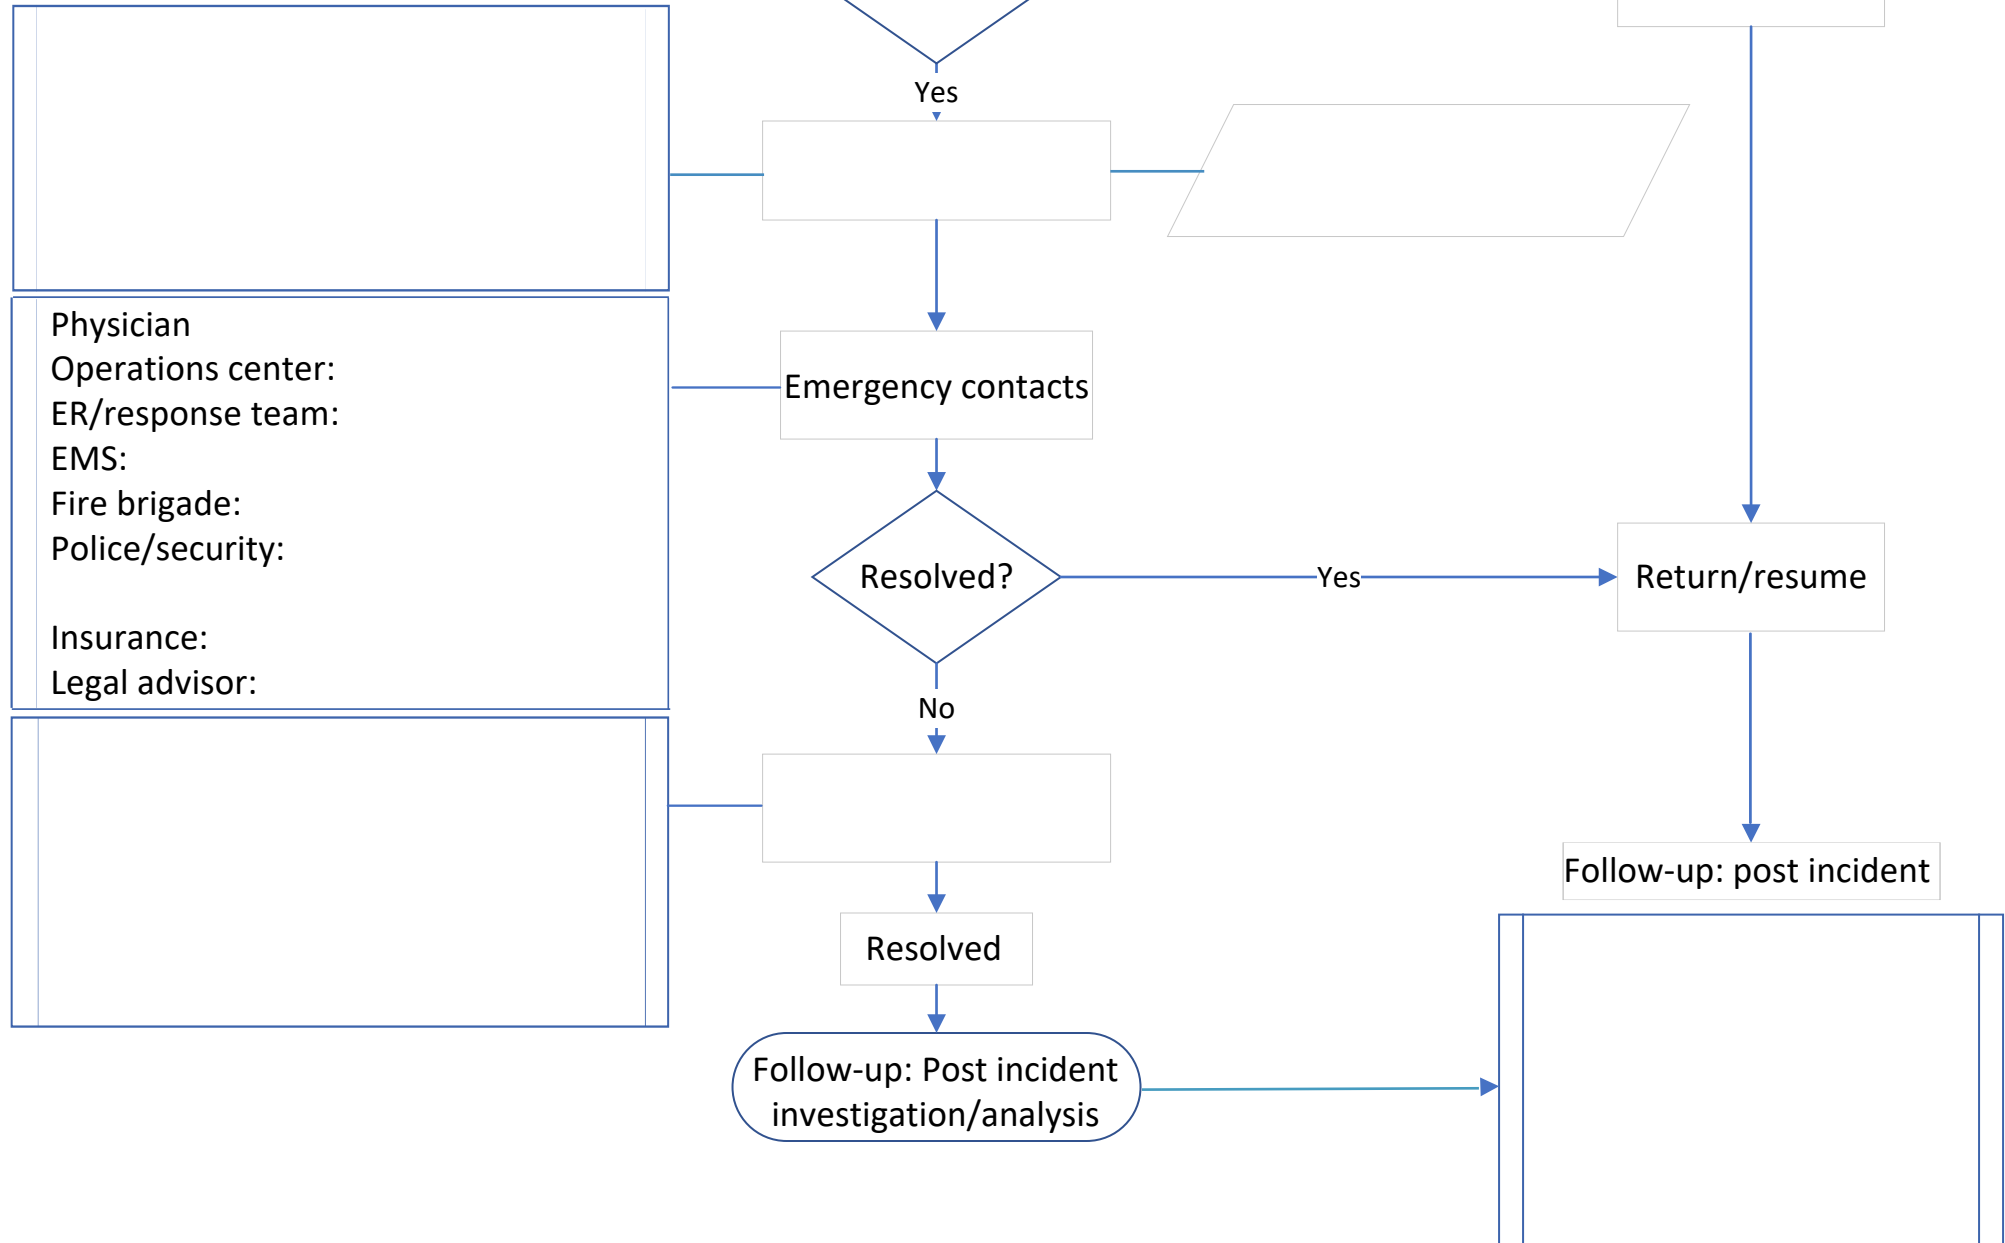 Yes
Physician
Operations center:
ER/response team:
EMS:
Fire brigade:
Police/security:
Insurance:
Legal advisor:
Emergency contacts
Resolved?
Yes
Return/resume
No
Follow-up: post incident
Resolved
Follow-up: Post incident
investigation/analysis